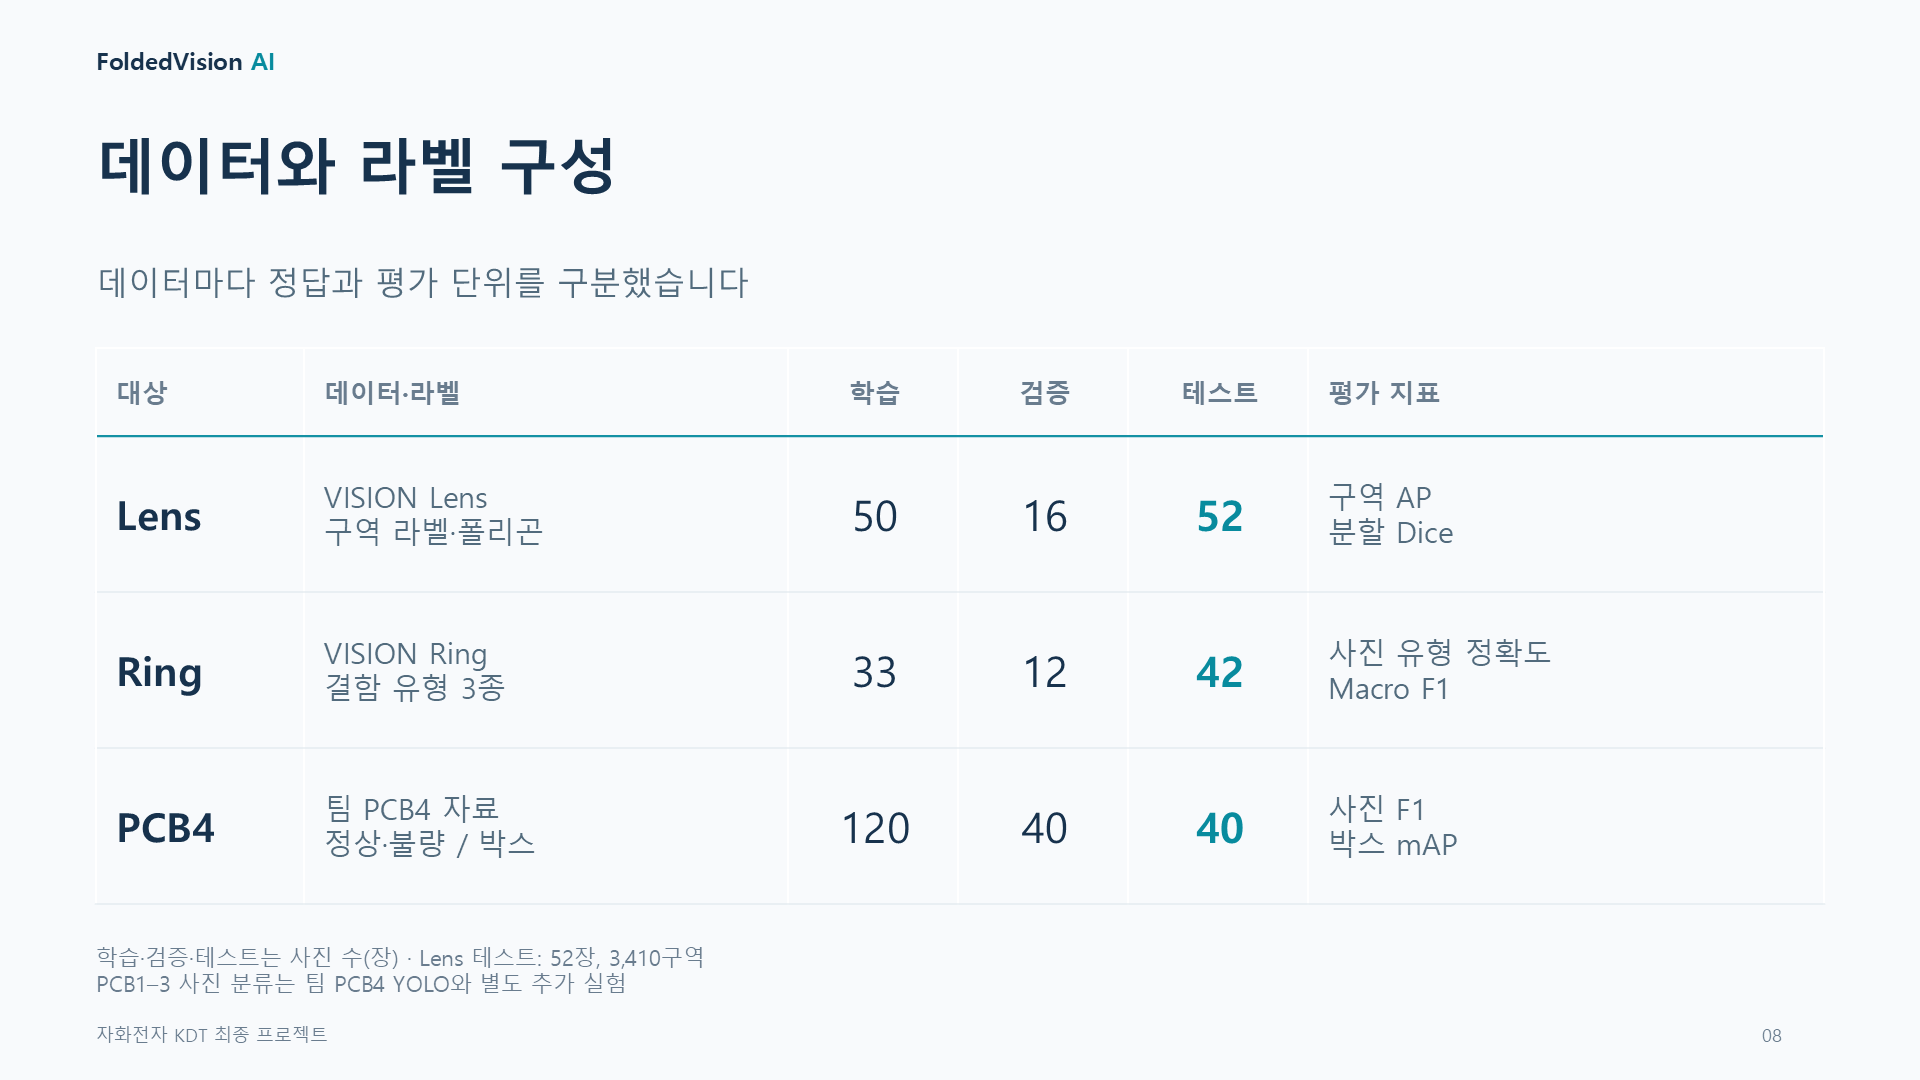 FoldedVision AI
데이터와 라벨 구성
데이터마다 정답과 평가 단위를 구분했습니다
대상 데이터·라벨 학습 검증 테스트 평가 지표
Lens VISION Lens 50 16 52 구역 AP
구역 라벨·폴리곤 분할 Dice
Ring VISION Ring 33 12 42 사진 유형 정확도
결함 유형 3종 Macro F1
PCB4 팀 PCB4 자료 120 40 40 사진 F1
정상·불량 / 박스 박스 mAP
학습·검증·테스트는 사진 수(장) · Lens 테스트: 52장, 3,410구역
PCB1–3 사진 분류는 팀 PCB4 YOLO와 별도 추가 실험
자화전자 KDT 최종 프로젝트 08